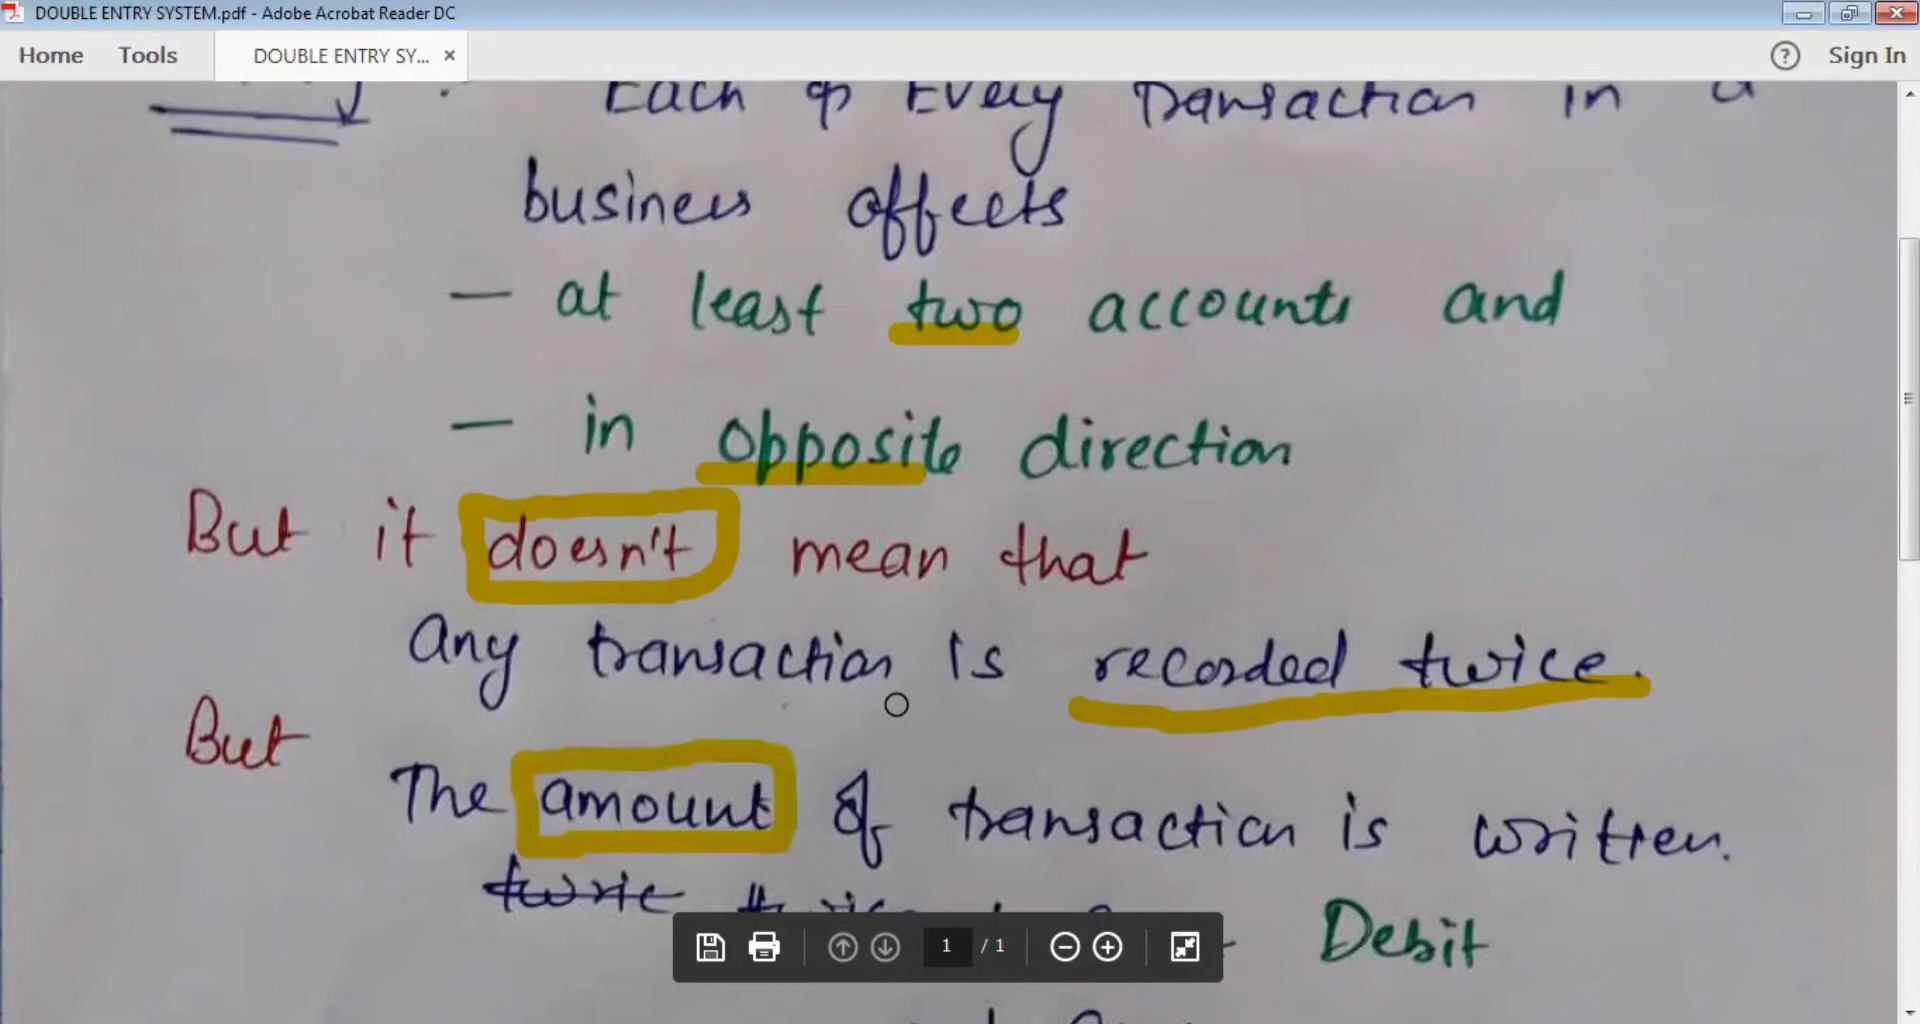 DOUBLE ENTRY SYSTEM.pdf - Adobe Acrobat Reader DC
Home Tools DOUBLE ENTRY SY... × ? Sign In
Each & Every transaction in a
business affects
— at least two accounts and
— in opposite direction
But it doesn't mean that
any transaction is recorded twice.
But
The amount of transaction is written.
twice
1 / 1
Debit